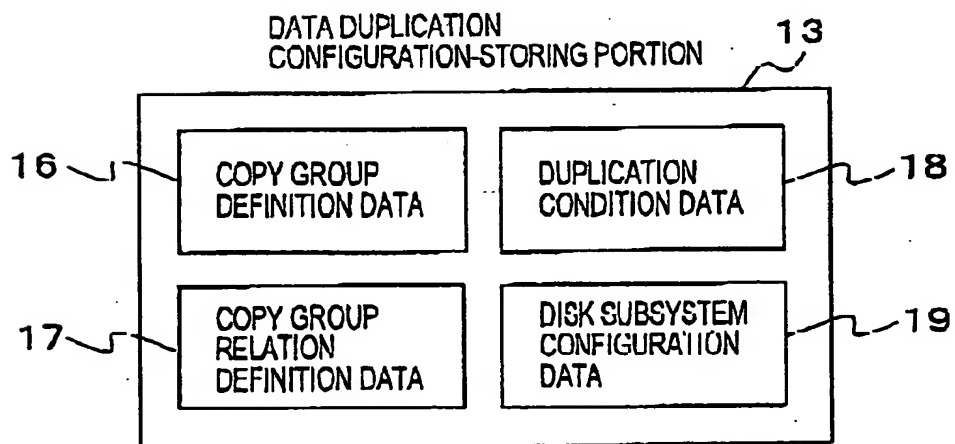 DATA DUPLICATION
CONFIGURATION-STORING PORTION
13
16
COPY GROUP
DEFINITION DATA
DUPLICATION
CONDITION DATA
18
17
COPY GROUP
RELATION
DEFINITION DATA
DISK SUBSYSTEM
CONFIGURATION
DATA
19